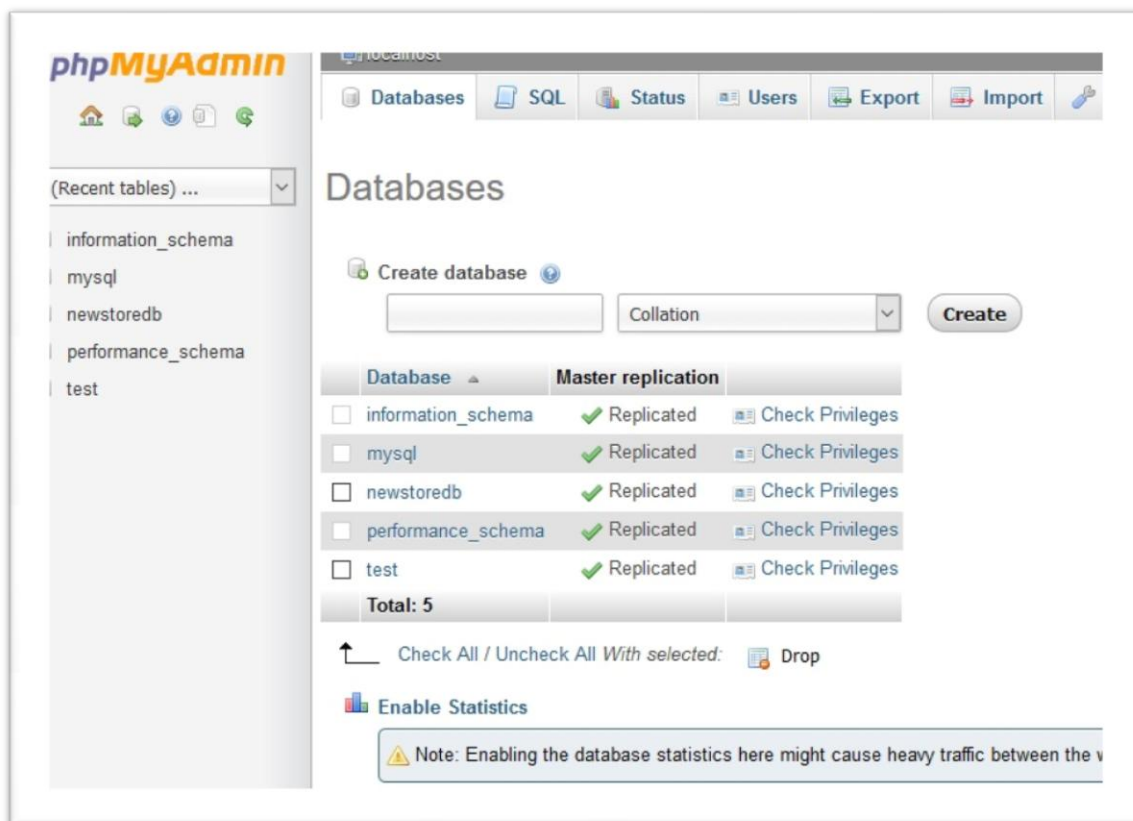 phpMyAdmin
localhost
Databases SQL Status Users Export Import
(Recent tables) ...
information_schema
mysql
newstoredb
performance_schema
test
Databases
Create database
Collation Create
Database Master replication
information_schema Replicated Check Privileges
mysql Replicated Check Privileges
newstoredb Replicated Check Privileges
performance_schema Replicated Check Privileges
test Replicated Check Privileges
Total: 5
Check All / Uncheck All With selected: Drop
Enable Statistics
Note: Enabling the database statistics here might cause heavy traffic between the